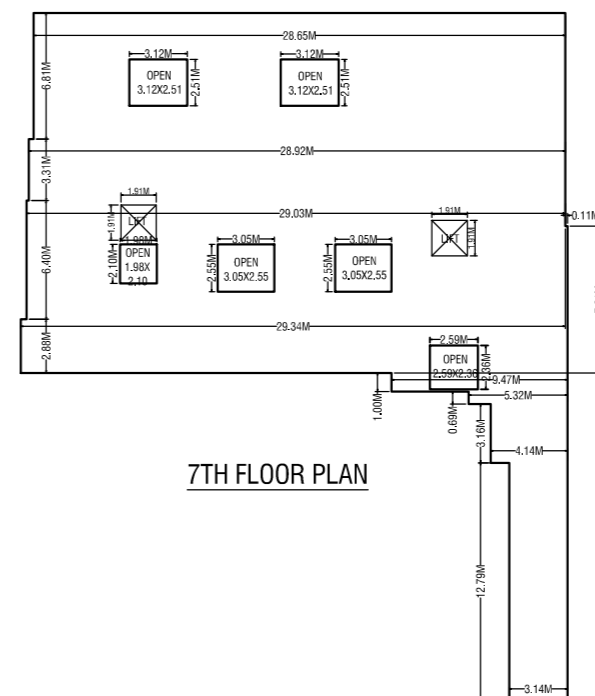 28.65M
3.12M
3.12M
6.81M
OPEN
3.12X2.51
2.51M
OPEN
3.12X2.51
2.51M
28.92M
3.31M
1.91M
1.91M
29.03M
0.11M
1.91M
LIFT
1.91M
LIFT
1.98M
3.05M
3.05M
6.40M
2.10M
OPEN
1.98X
2.10
2.55M
OPEN
3.05X2.55
2.55M
OPEN
3.05X2.55
29.34M
2.88M
2.59M
OPEN
2.59X2.36
2.36M
9.47M
1.00M
5.32M
0.69M
3.16M
4.14M
7TH FLOOR PLAN
12.79M
3.14M